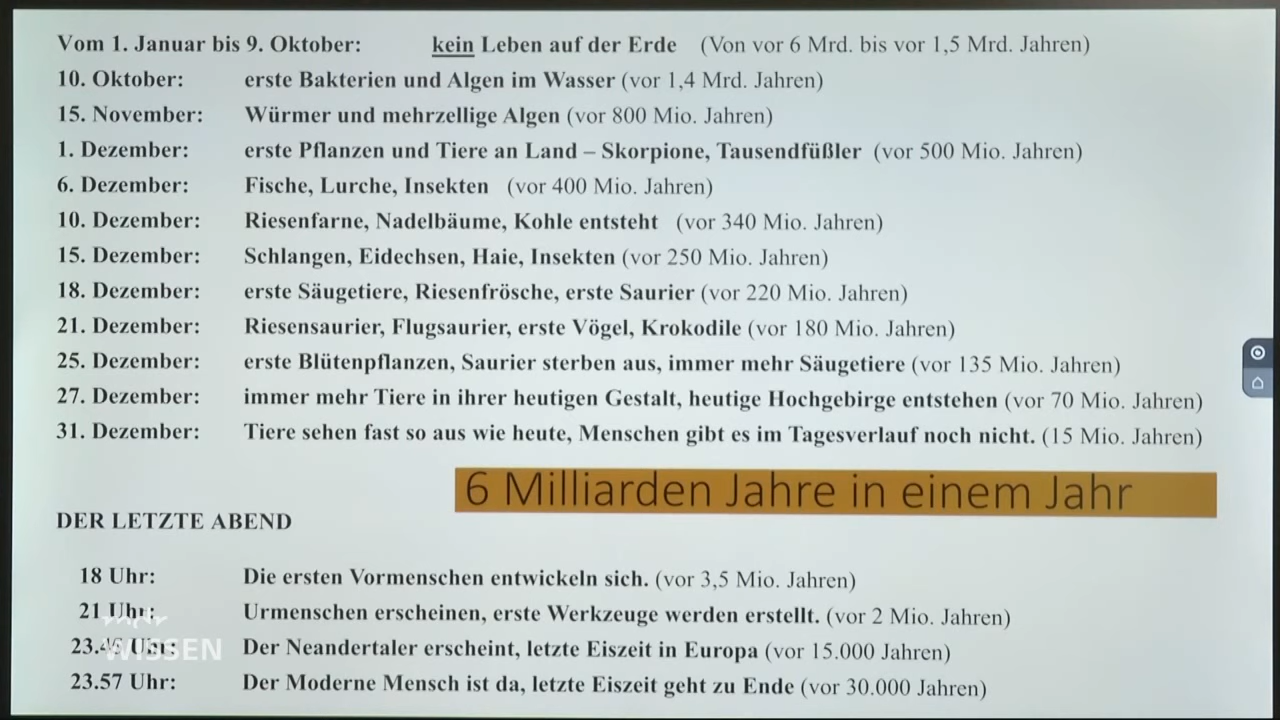 Vom 1. Januar bis 9. Oktober: kein Leben auf der Erde (Von vor 6 Mrd. bis vor 1,5 Mrd. Jahren)
10. Oktober: erste Bakterien und Algen im Wasser (vor 1,4 Mrd. Jahren)
15. November: Würmer und mehrzellige Algen (vor 800 Mio. Jahren)
1. Dezember: erste Pflanzen und Tiere an Land – Skorpione, Tausendfüßler (vor 500 Mio. Jahren)
6. Dezember: Fische, Lurche, Insekten (vor 400 Mio. Jahren)
10. Dezember: Riesenfarne, Nadelbäume, Kohle entsteht (vor 340 Mio. Jahren)
15. Dezember: Schlangen, Eidechsen, Haie, Insekten (vor 250 Mio. Jahren)
18. Dezember: erste Säugetiere, Riesenfrösche, erste Saurier (vor 220 Mio. Jahren)
21. Dezember: Riesensaurier, Flugsaurier, erste Vögel, Krokodile (vor 180 Mio. Jahren)
25. Dezember: erste Blütenpflanzen, Saurier sterben aus, immer mehr Säugetiere (vor 135 Mio. Jahren)
27. Dezember: immer mehr Tiere in ihrer heutigen Gestalt, heutige Hochgebirge entstehen (vor 70 Mio. Jahren)
31. Dezember: Tiere sehen fast so aus wie heute, Menschen gibt es im Tagesverlauf noch nicht. (15 Mio. Jahren)
6 Milliarden Jahre in einem Jahr
DER LETZTE ABEND
18 Uhr: Die ersten Vormenschen entwickeln sich. (vor 3,5 Mio. Jahren)
21 Uhr: Urmenschen erscheinen, erste Werkzeuge werden erstellt. (vor 2 Mio. Jahren)
Uhr: Der Neandertaler erscheint, letzte Eiszeit in Europa (vor 15.000 Jahren)
WISSEN
23.57 Uhr: Der Moderne Mensch ist da, letzte Eiszeit geht zu Ende (vor 30.000 Jahren)